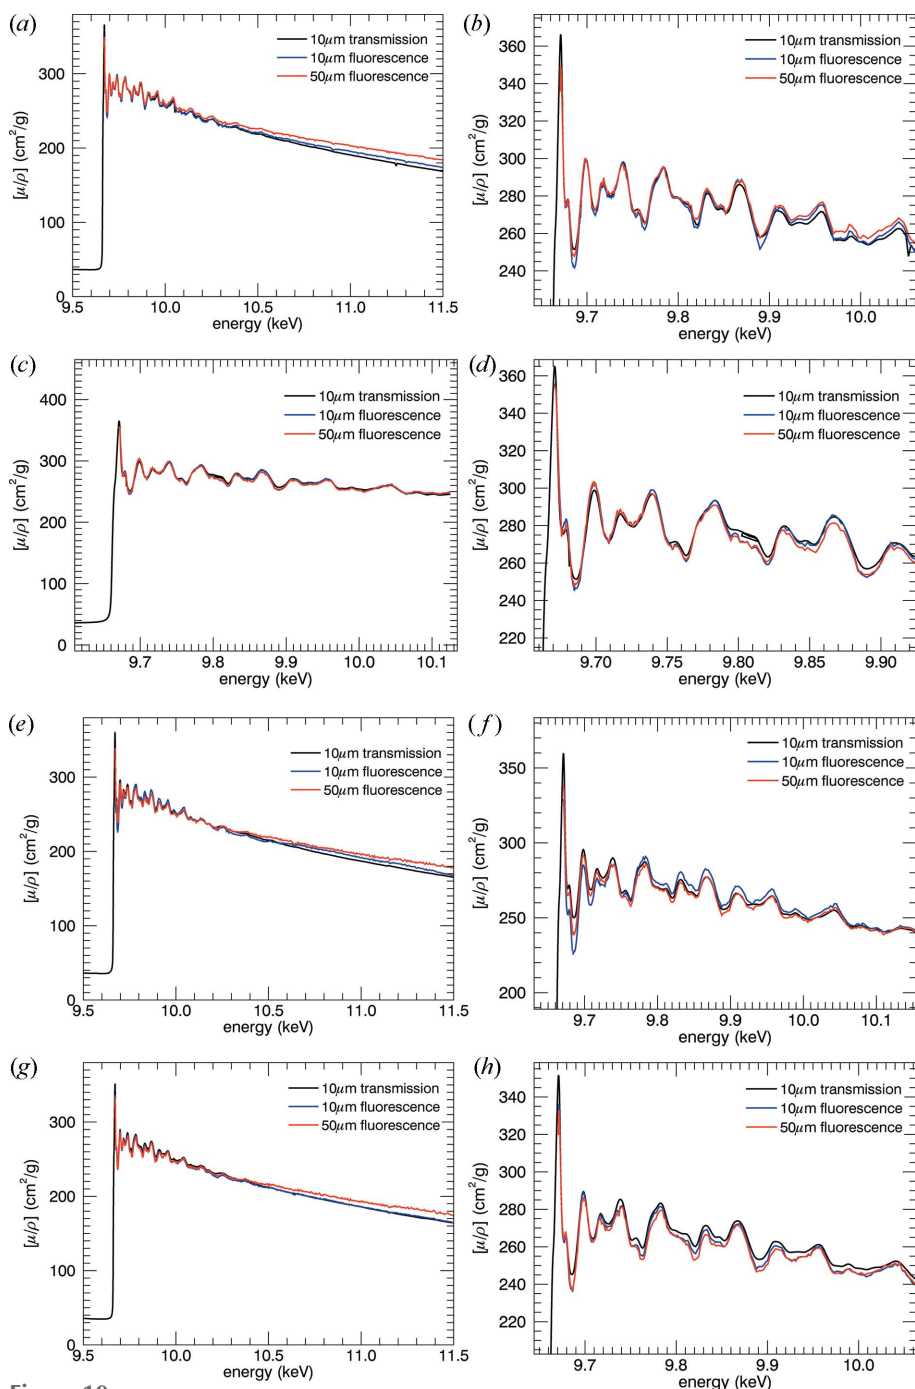 (a)
10μm transmission
10μm fluorescence
50μm fluorescence
300
200
100
0
[μ/ρ] (cm²/g)
9.5 10.0 10.5 11.0 11.5
energy (keV)
(b)
10μm transmission
10μm fluorescence
50μm fluorescence
360
340
320
300
280
260
240
[μ/ρ] (cm²/g)
9.7 9.8 9.9 10.0
energy (keV)
(c)
10μm transmission
10μm fluorescence
50μm fluorescence
400
300
200
100
0
[μ/ρ] (cm²/g)
9.7 9.8 9.9 10.0 10.1
energy (keV)
(d)
10μm transmission
10μm fluorescence
50μm fluorescence
360
340
320
300
280
260
240
220
[μ/ρ] (cm²/g)
9.70 9.75 9.80 9.85 9.90
energy (keV)
(e)
10μm transmission
10μm fluorescence
50μm fluorescence
300
200
100
0
[μ/ρ] (cm²/g)
9.5 10.0 10.5 11.0 11.5
energy (keV)
(f)
10μm transmission
10μm fluorescence
50μm fluorescence
350
300
250
200
[μ/ρ] (cm²/g)
9.7 9.8 9.9 10.0 10.1
energy (keV)
(g)
10μm transmission
10μm fluorescence
50μm fluorescence
300
200
100
0
[μ/ρ] (cm²/g)
9.5 10.0 10.5 11.0 11.5
energy (keV)
(h)
10μm transmission
10μm fluorescence
50μm fluorescence
340
320
300
280
260
240
220
[μ/ρ] (cm²/g)
9.7 9.8 9.9 10.0
energy (keV)